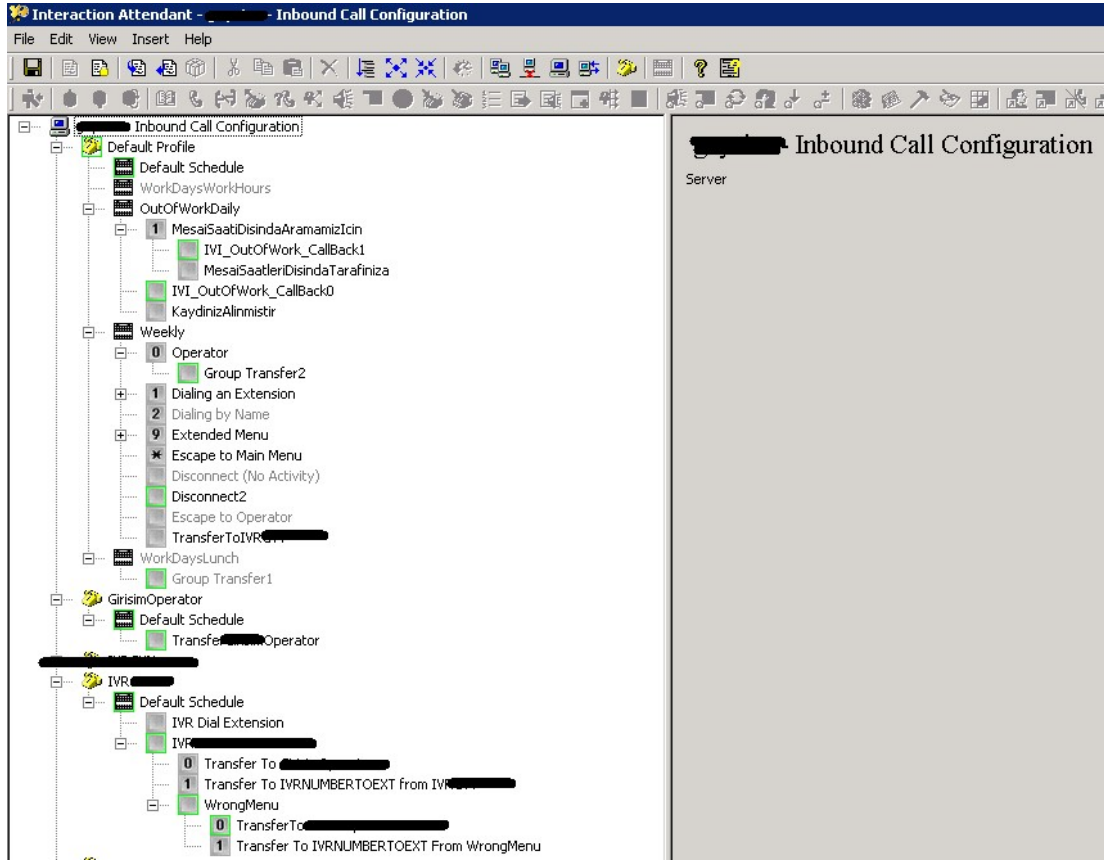 Interaction Attendant - - Inbound Call Configuration
File Edit View Insert Help
Inbound Call Configuration
Default Profile
Default Schedule
WorkDaysWorkHours
OutOfWorkDaily
1 MesaiSaatiDisindaAramamizIcin
IVI_OutOfWork_CallBack1
MesaiSaatleriDisindaTarafiniza
IVI_OutOfWork_CallBack0
KaydinizAlinmistir
Weekly
0 Operator
Group Transfer2
1 Dialing an Extension
2 Dialing by Name
9 Extended Menu
* Escape to Main Menu
Disconnect (No Activity)
Disconnect2
Escape to Operator
TransferToIVR
WorkDaysLunch
Group Transfer1
GirisimOperator
Default Schedule
Transfe Operator
IVR
Default Schedule
IVR Dial Extension
IVR
0 Transfer To
1 Transfer To IVRNUMBERTOEXT from
WrongMenu
0 TransferTo
1 Transfer To IVRNUMBERTOEXT From WrongMenu
Inbound Call Configuration
Server